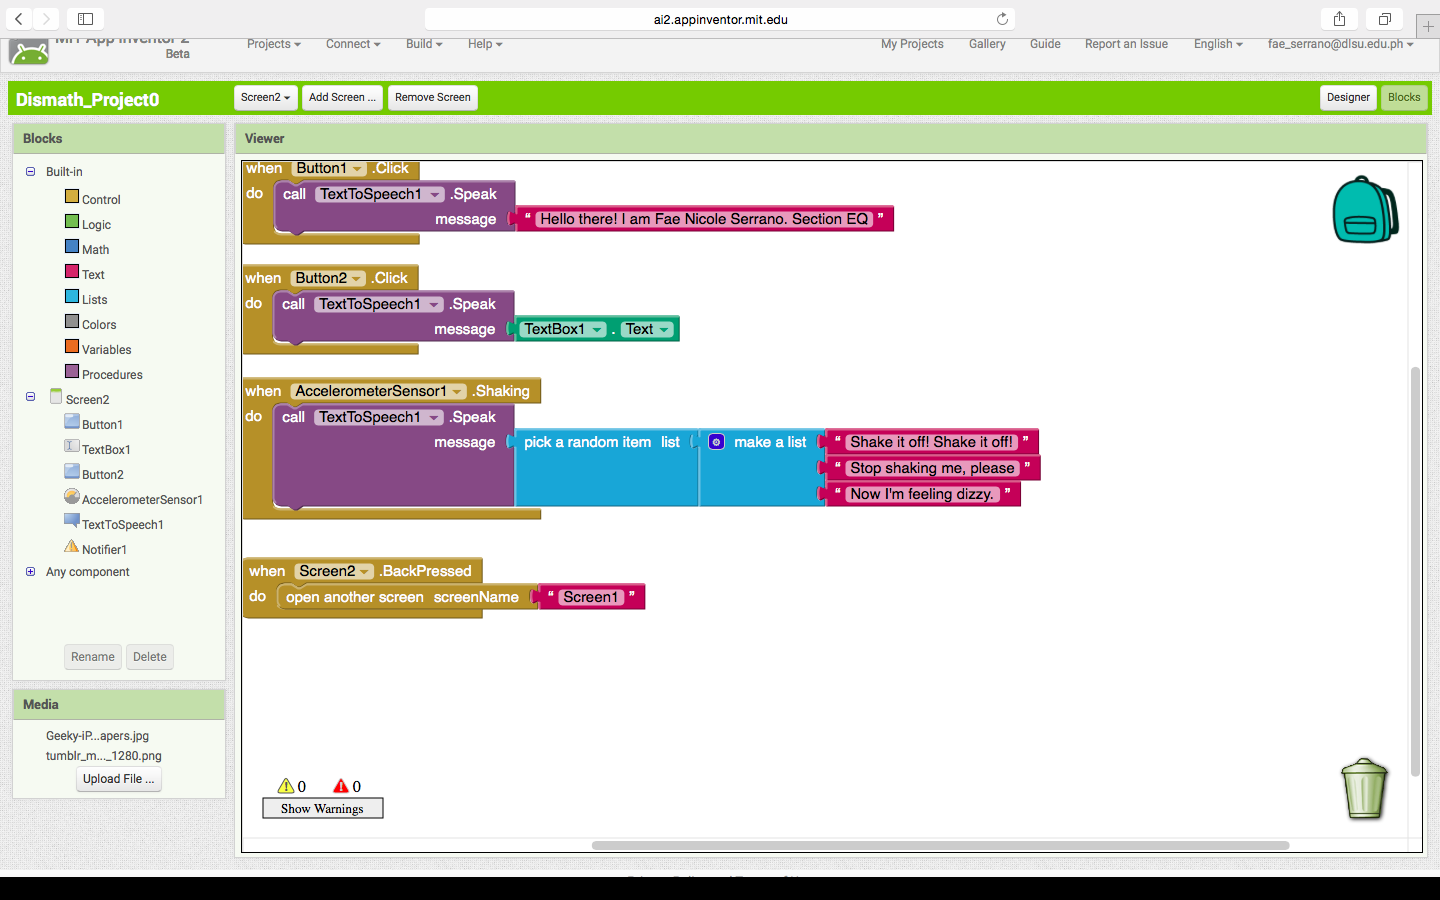 ai2.appinventor.mit.edu
MIT App Inventor 2
Beta
Projects Connect Build Help My Projects Gallery Guide Report an Issue English fae_serrano@dlsu.edu.ph
Dismath_Project0 Screen2 Add Screen ... Remove Screen Designer Blocks
Blocks
Built-in
Control
Logic
Math
Text
Lists
Colors
Variables
Procedures
Screen2
Button1
TextBox1
Button2
AccelerometerSensor1
TextToSpeech1
Notifier1
Any component
Rename Delete
Media
Geeky-iP...apers.jpg
tumblr_m..._1280.png
Upload File ...
Viewer
when Button1 .Click
do call TextToSpeech1 .Speak
message “ Hello there! I am Fae Nicole Serrano. Section EQ ”
when Button2 .Click
do call TextToSpeech1 .Speak
message TextBox1 . Text
when AccelerometerSensor1 .Shaking
do call TextToSpeech1 .Speak
message pick a random item list make a list “ Shake it off! Shake it off! ”
“ Stop shaking me, please ”
“ Now I'm feeling dizzy. ”
when Screen2 .BackPressed
do open another screen screenName “ Screen1 ”
0 0
Show Warnings